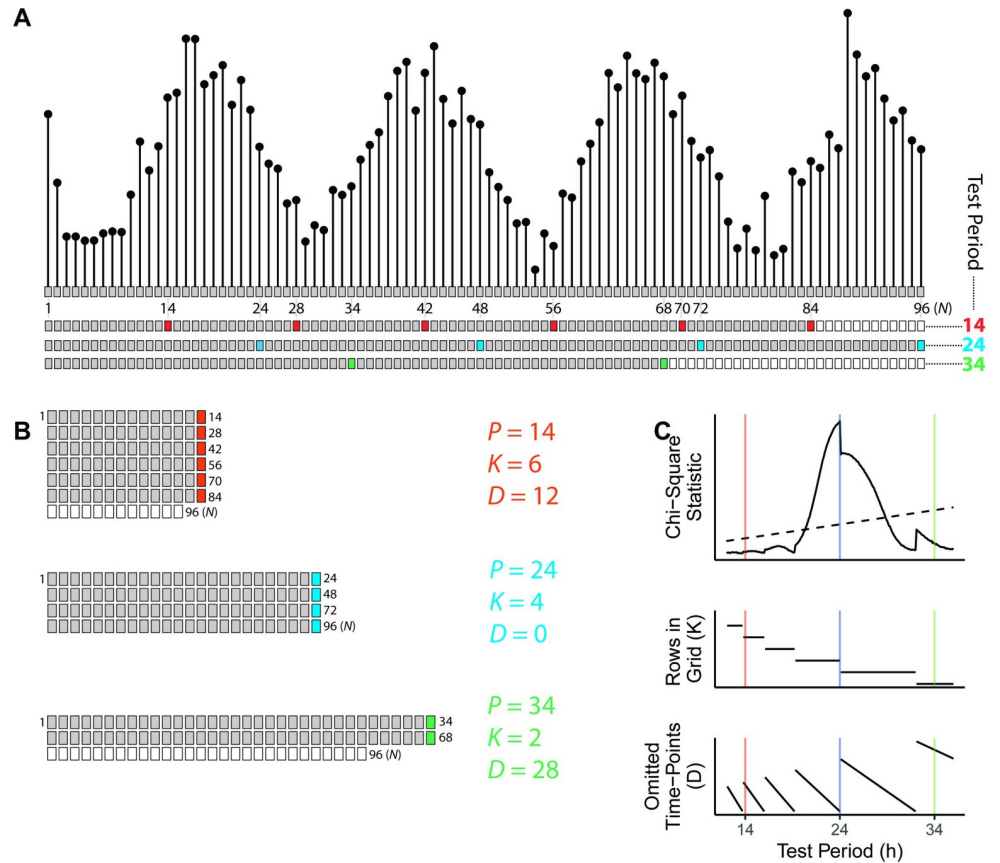 A
Test Period
1 14 24 28 34 42 48 56 68 70 72 84 96 (N)
14
24
34
B
1
14
28
42
56
70
84
96 (N)
P = 14
K = 6
D = 12
1
24
48
72
96 (N)
P = 24
K = 4
D = 0
1
34
68
96 (N)
P = 34
K = 2
D = 28
C
Chi−Square
Statistic
Rows in
Grid (K)
Omitted
Time−Points
(D)
14 24 34
Test Period (h)